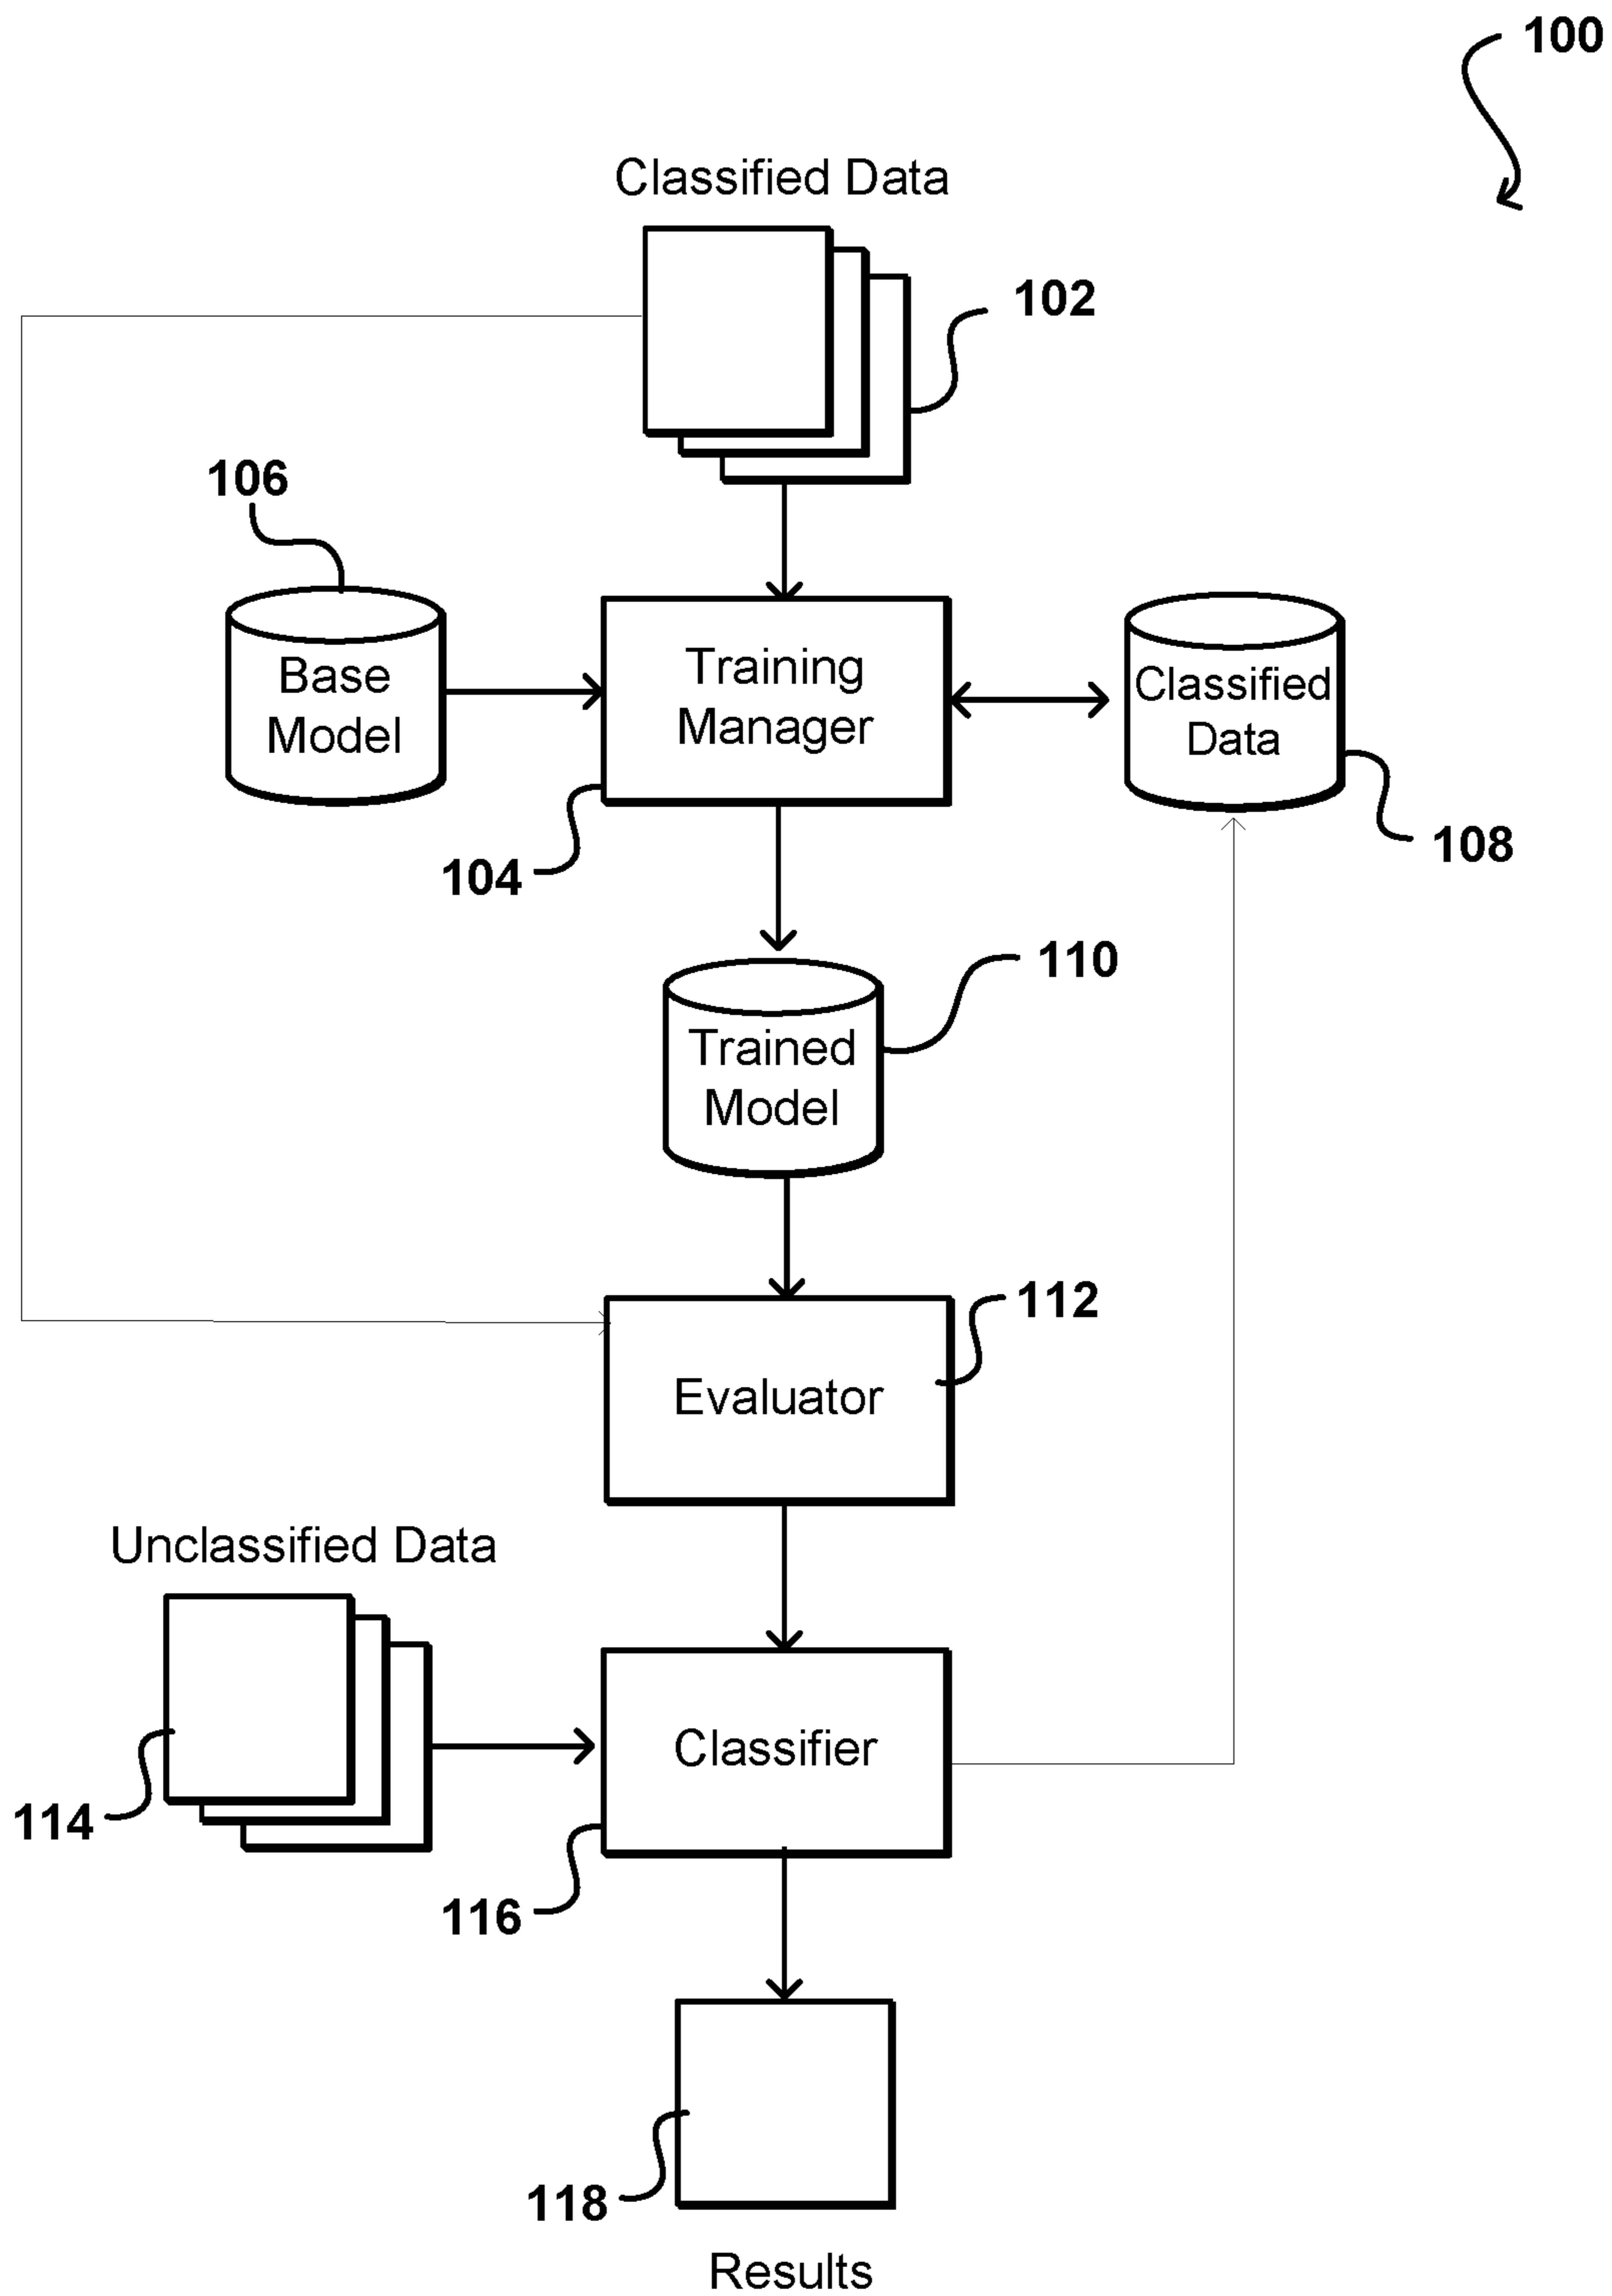 100
Classified Data
102
106
Base
Model
Training
Manager
Classified
Data
104
108
110
Trained
Model
112
Evaluator
Unclassified Data
Classifier
114
116
118
Results